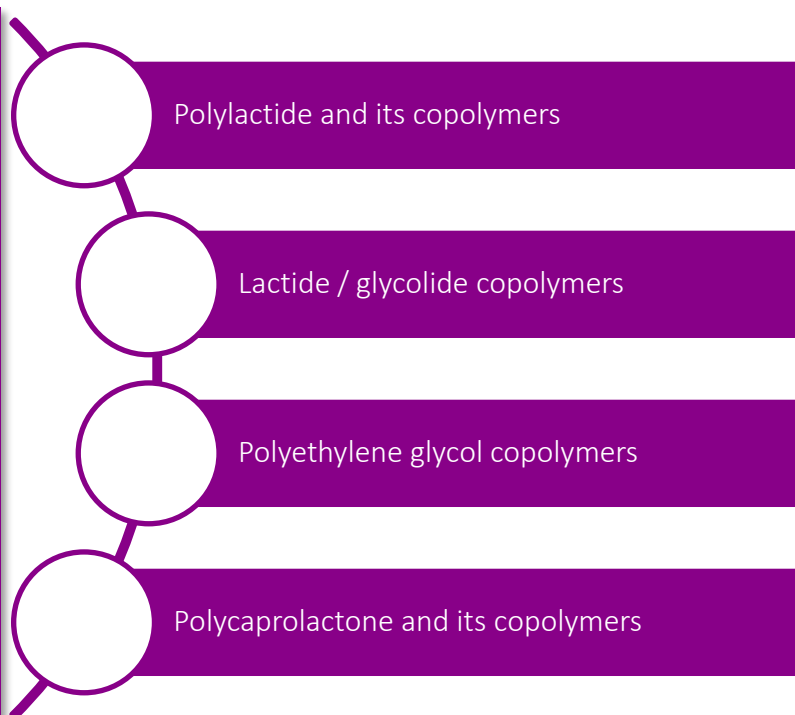 Polylactide and its copolymers
Lactide / glycolide copolymers
Polyethylene glycol copolymers
Polycaprolactone and its copolymers